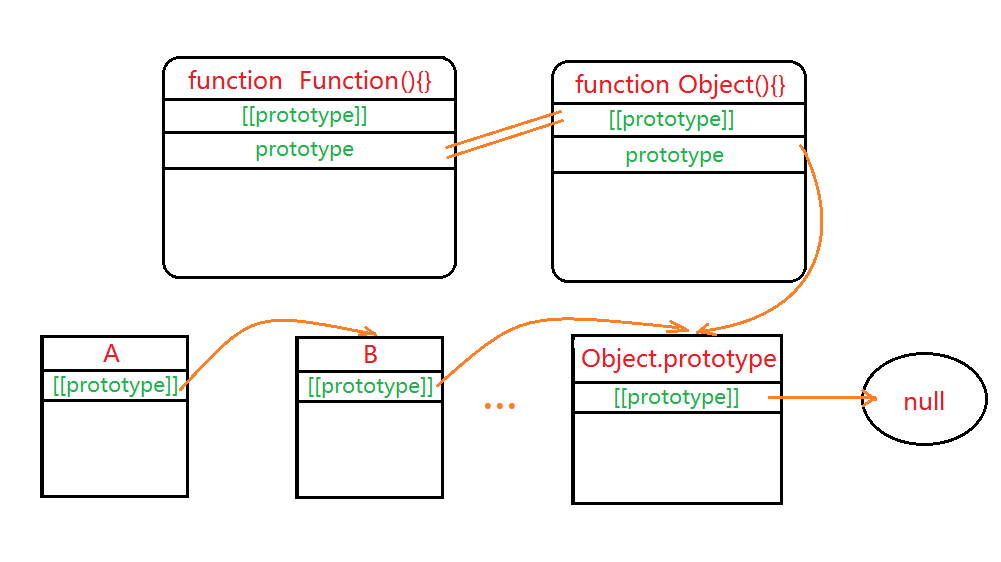 function  Function(){}
[[prototype]]
prototype
function Object(){}
[[prototype]]
prototype
A
[[prototype]]
B
[[prototype]]
...
Object.prototype
[[prototype]]
null